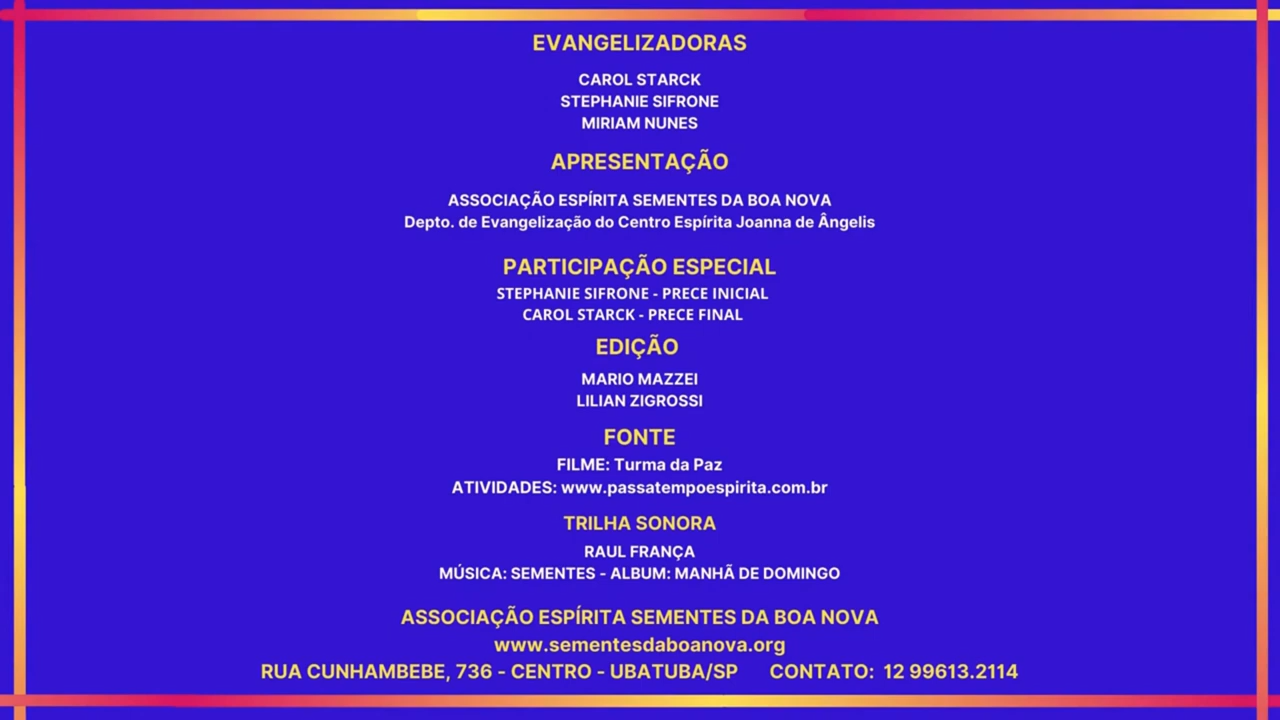 EVANGELIZADORAS
CAROL STARCK
STEPHANIE SIFRONE
MIRIAM NUNES
APRESENTAÇÃO
ASSOCIAÇÃO ESPÍRITA SEMENTES DA BOA NOVA
Depto. de Evangelização do Centro Espírita Joanna de Ângelis
PARTICIPAÇÃO ESPECIAL
STEPHANIE SIFRONE - PRECE INICIAL
CAROL STARCK - PRECE FINAL
EDIÇÃO
MARIO MAZZEI
LILIAN ZIGROSSI
FONTE
FILME: Turma da Paz
ATIVIDADES: www.passatempoespirita.com.br
TRILHA SONORA
RAUL FRANÇA
MÚSICA: SEMENTES - ALBUM: MANHÃ DE DOMINGO
ASSOCIAÇÃO ESPÍRITA SEMENTES DA BOA NOVA
www.sementesdaboanova.org
RUA CUNHAMBEBE, 736 - CENTRO - UBATUBA/SP CONTATO: 12 99613.2114